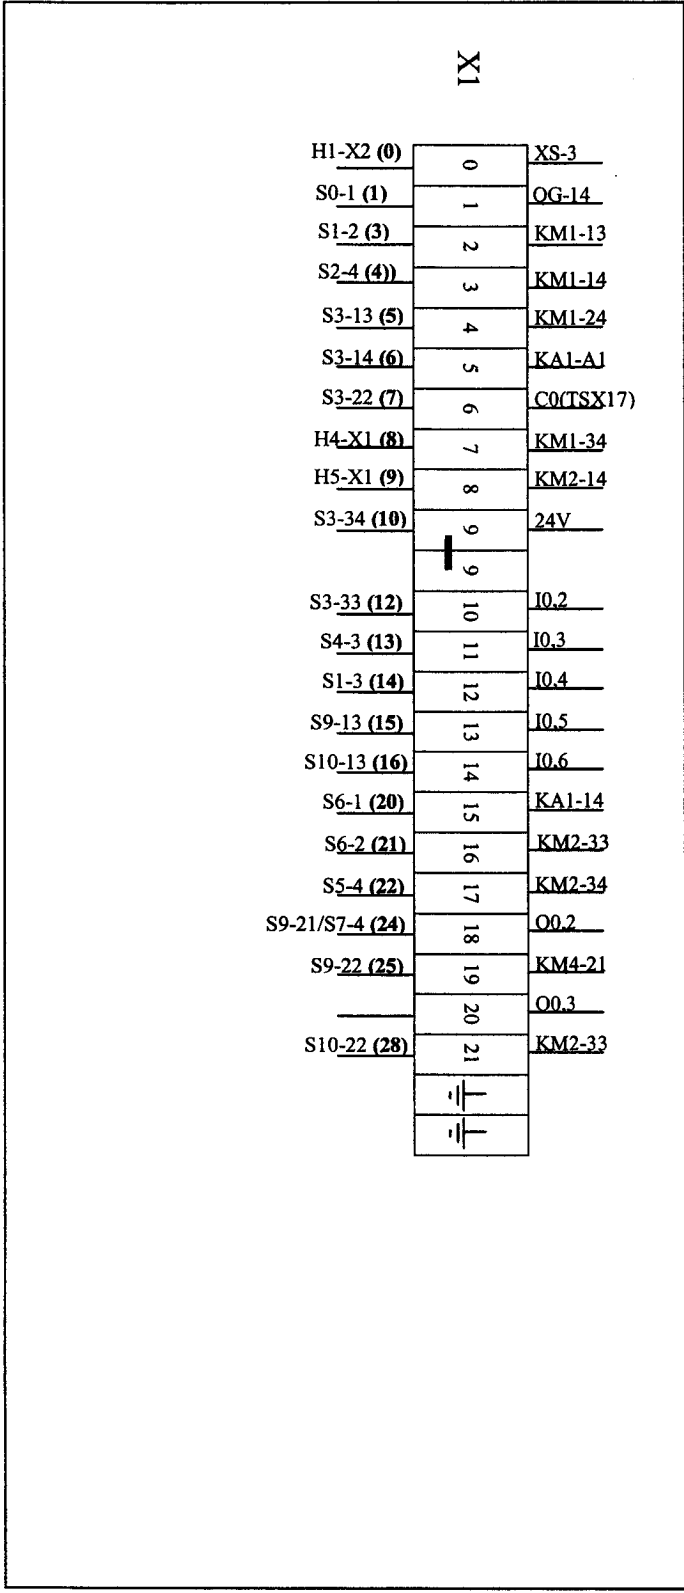 X1
H1-X2 (0) 0 XS-3
S0-1 (1) 1 OG-14
S1-2 (3) 2 KM1-13
S2-4 (4)) 3 KM1-14
S3-13 (5) 4 KM1-24
S3-14 (6) 5 KA1-A1
S3-22 (7) 6 C0(TSX17)
H4-X1 (8) 7 KM1-34
H5-X1 (9) 8 KM2-14
S3-34 (10) 9 24V
9
S3-33 (12) 10 I0,2
S4-3 (13) 11 I0,3
S1-3 (14) 12 I0,4
S9-13 (15) 13 I0,5
S10-13 (16) 14 I0,6
S6-1 (20) 15 KA1-14
S6-2 (21) 16 KM2-33
S5-4 (22) 17 KM2-34
S9-21/S7-4 (24) 18 O0,2
S9-22 (25) 19 KM4-21
20 O0,3
S10-22 (28) 21 KM2-33